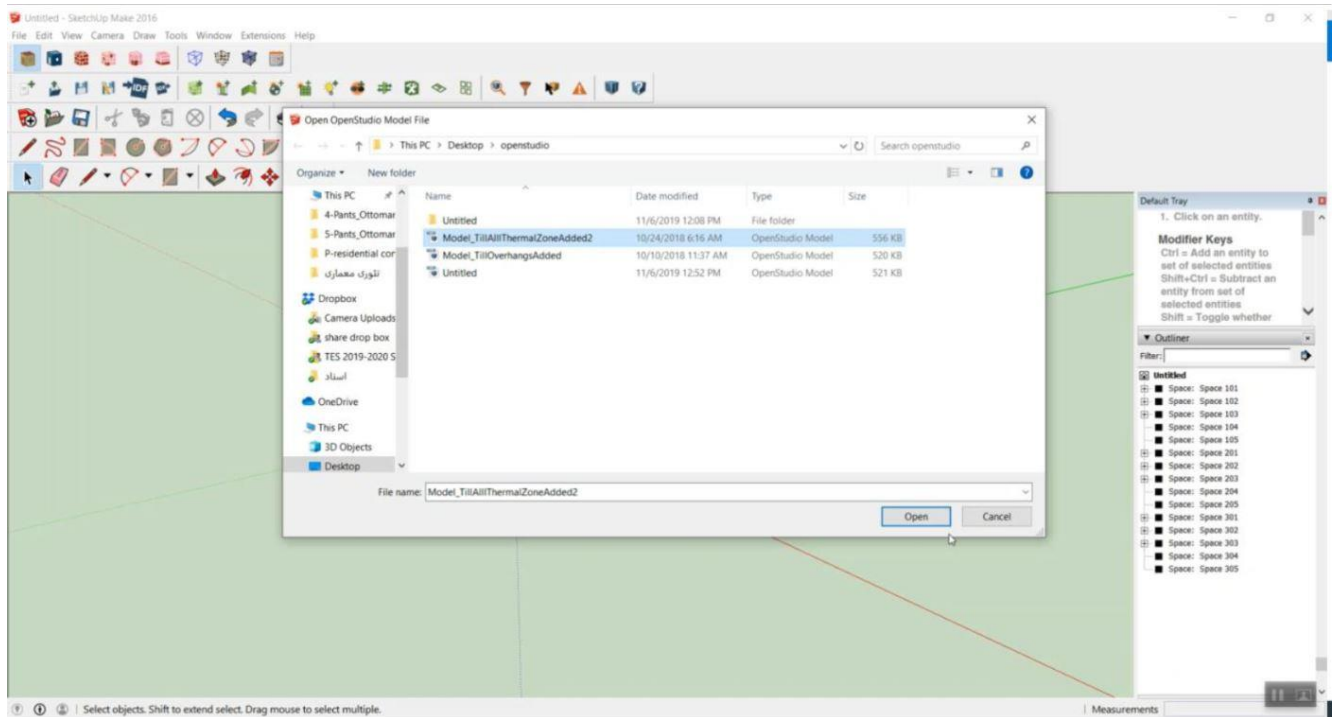 Untitled - SketchUp Make 2016
File Edit View Camera Draw Tools Window Extensions Help
IDF
Open OpenStudio Model File
This PC > Desktop > openstudio
Search openstudio
Organize
New folder
This PC
4-Pants_Ottomar
5-Pants_Ottomar
P-residential cor
تئوری معماری
Dropbox
Camera Uploads
share drop box
TES 2019-2020 S
استاد
OneDrive
This PC
3D Objects
Desktop
Name Date modified Type Size
Untitled 11/6/2019 12:08 PM File folder
Model_TillAlllThermalZoneAdded2 10/24/2018 6:16 AM OpenStudio Model 556 KB
Model_TillOverhangsAdded 10/10/2018 11:37 AM OpenStudio Model 520 KB
Untitled 11/6/2019 12:52 PM OpenStudio Model 521 KB
File name: Model_TillAlllThermalZoneAdded2
Open Cancel
Default Tray
1. Click on an entity.
Modifier Keys
Ctrl = Add an entity to
set of selected entities
Shift+Ctrl = Subtract an
entity from set of
selected entities
Shift = Toggle whether
Outliner
Filter:
Untitled
Space: Space 101
Space: Space 102
Space: Space 103
Space: Space 104
Space: Space 105
Space: Space 201
Space: Space 202
Space: Space 203
Space: Space 204
Space: Space 205
Space: Space 301
Space: Space 302
Space: Space 303
Space: Space 304
Space: Space 305
Select objects. Shift to extend select. Drag mouse to select multiple.
Measurements